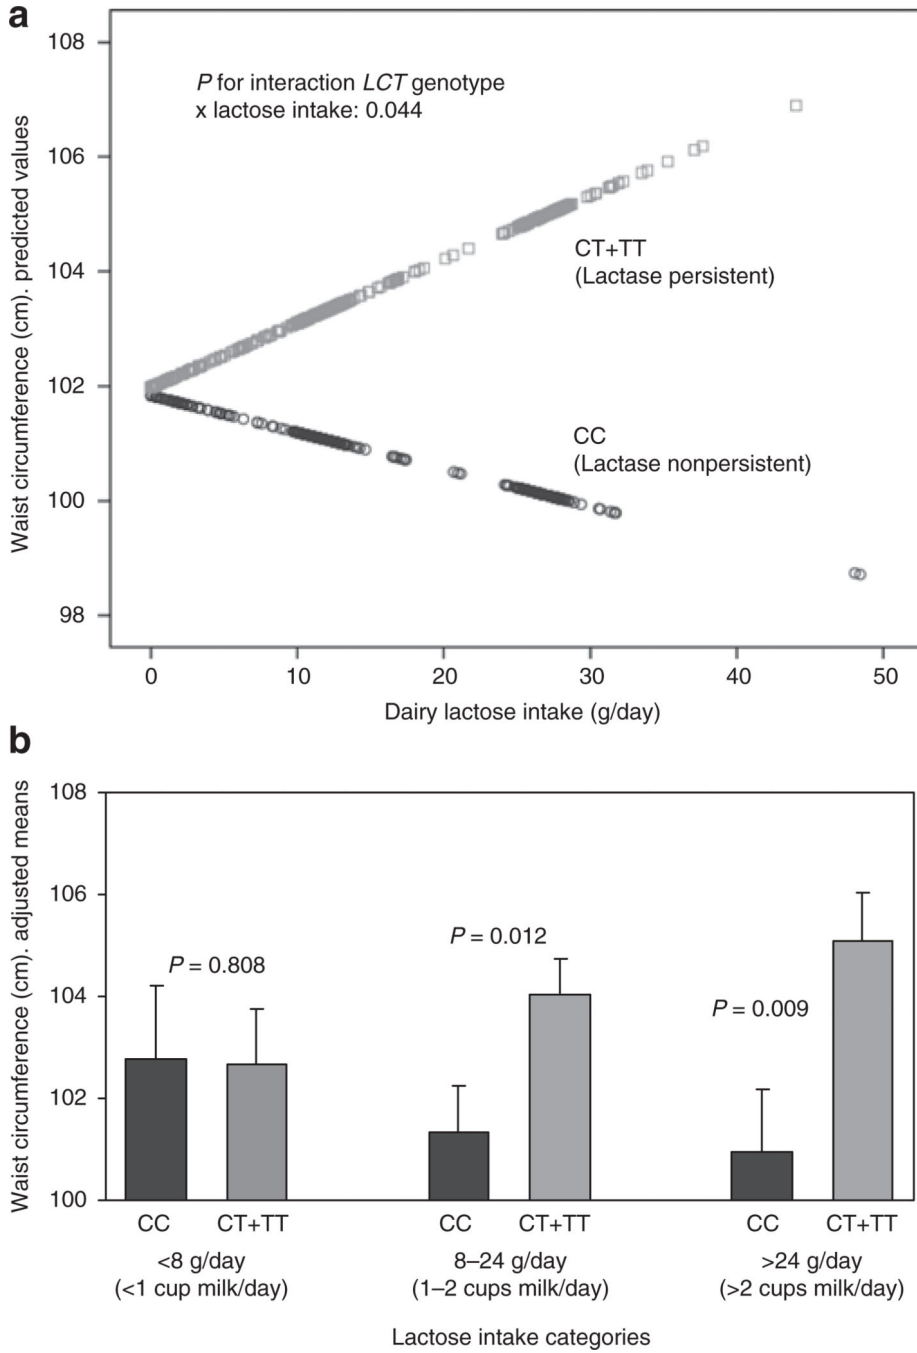 a
108
106
104
102
100
98
Waist circumference (cm). predicted values
P for interaction LCT genotype
x lactose intake: 0.044
CT+TT
(Lactase persistent)
CC
(Lactase nonpersistent)
0 10 20 30 40 50
Dairy lactose intake (g/day)
b
108
106
104
102
100
Waist circumference (cm). adjusted means
P = 0.808
P = 0.012
P = 0.009
CC CT+TT CC CT+TT CC CT+TT
<8 g/day 8–24 g/day >24 g/day
(<1 cup milk/day) (1–2 cups milk/day) (>2 cups milk/day)
Lactose intake categories